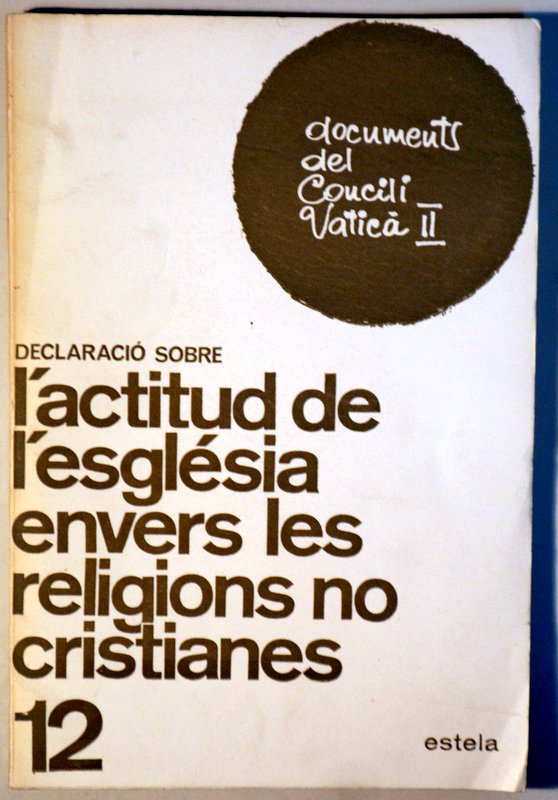 documents
del
Concili
Vaticà II
DECLARACIÓ SOBRE
l'actitud de
l'església
envers les
religions no
cristianes
12
estela